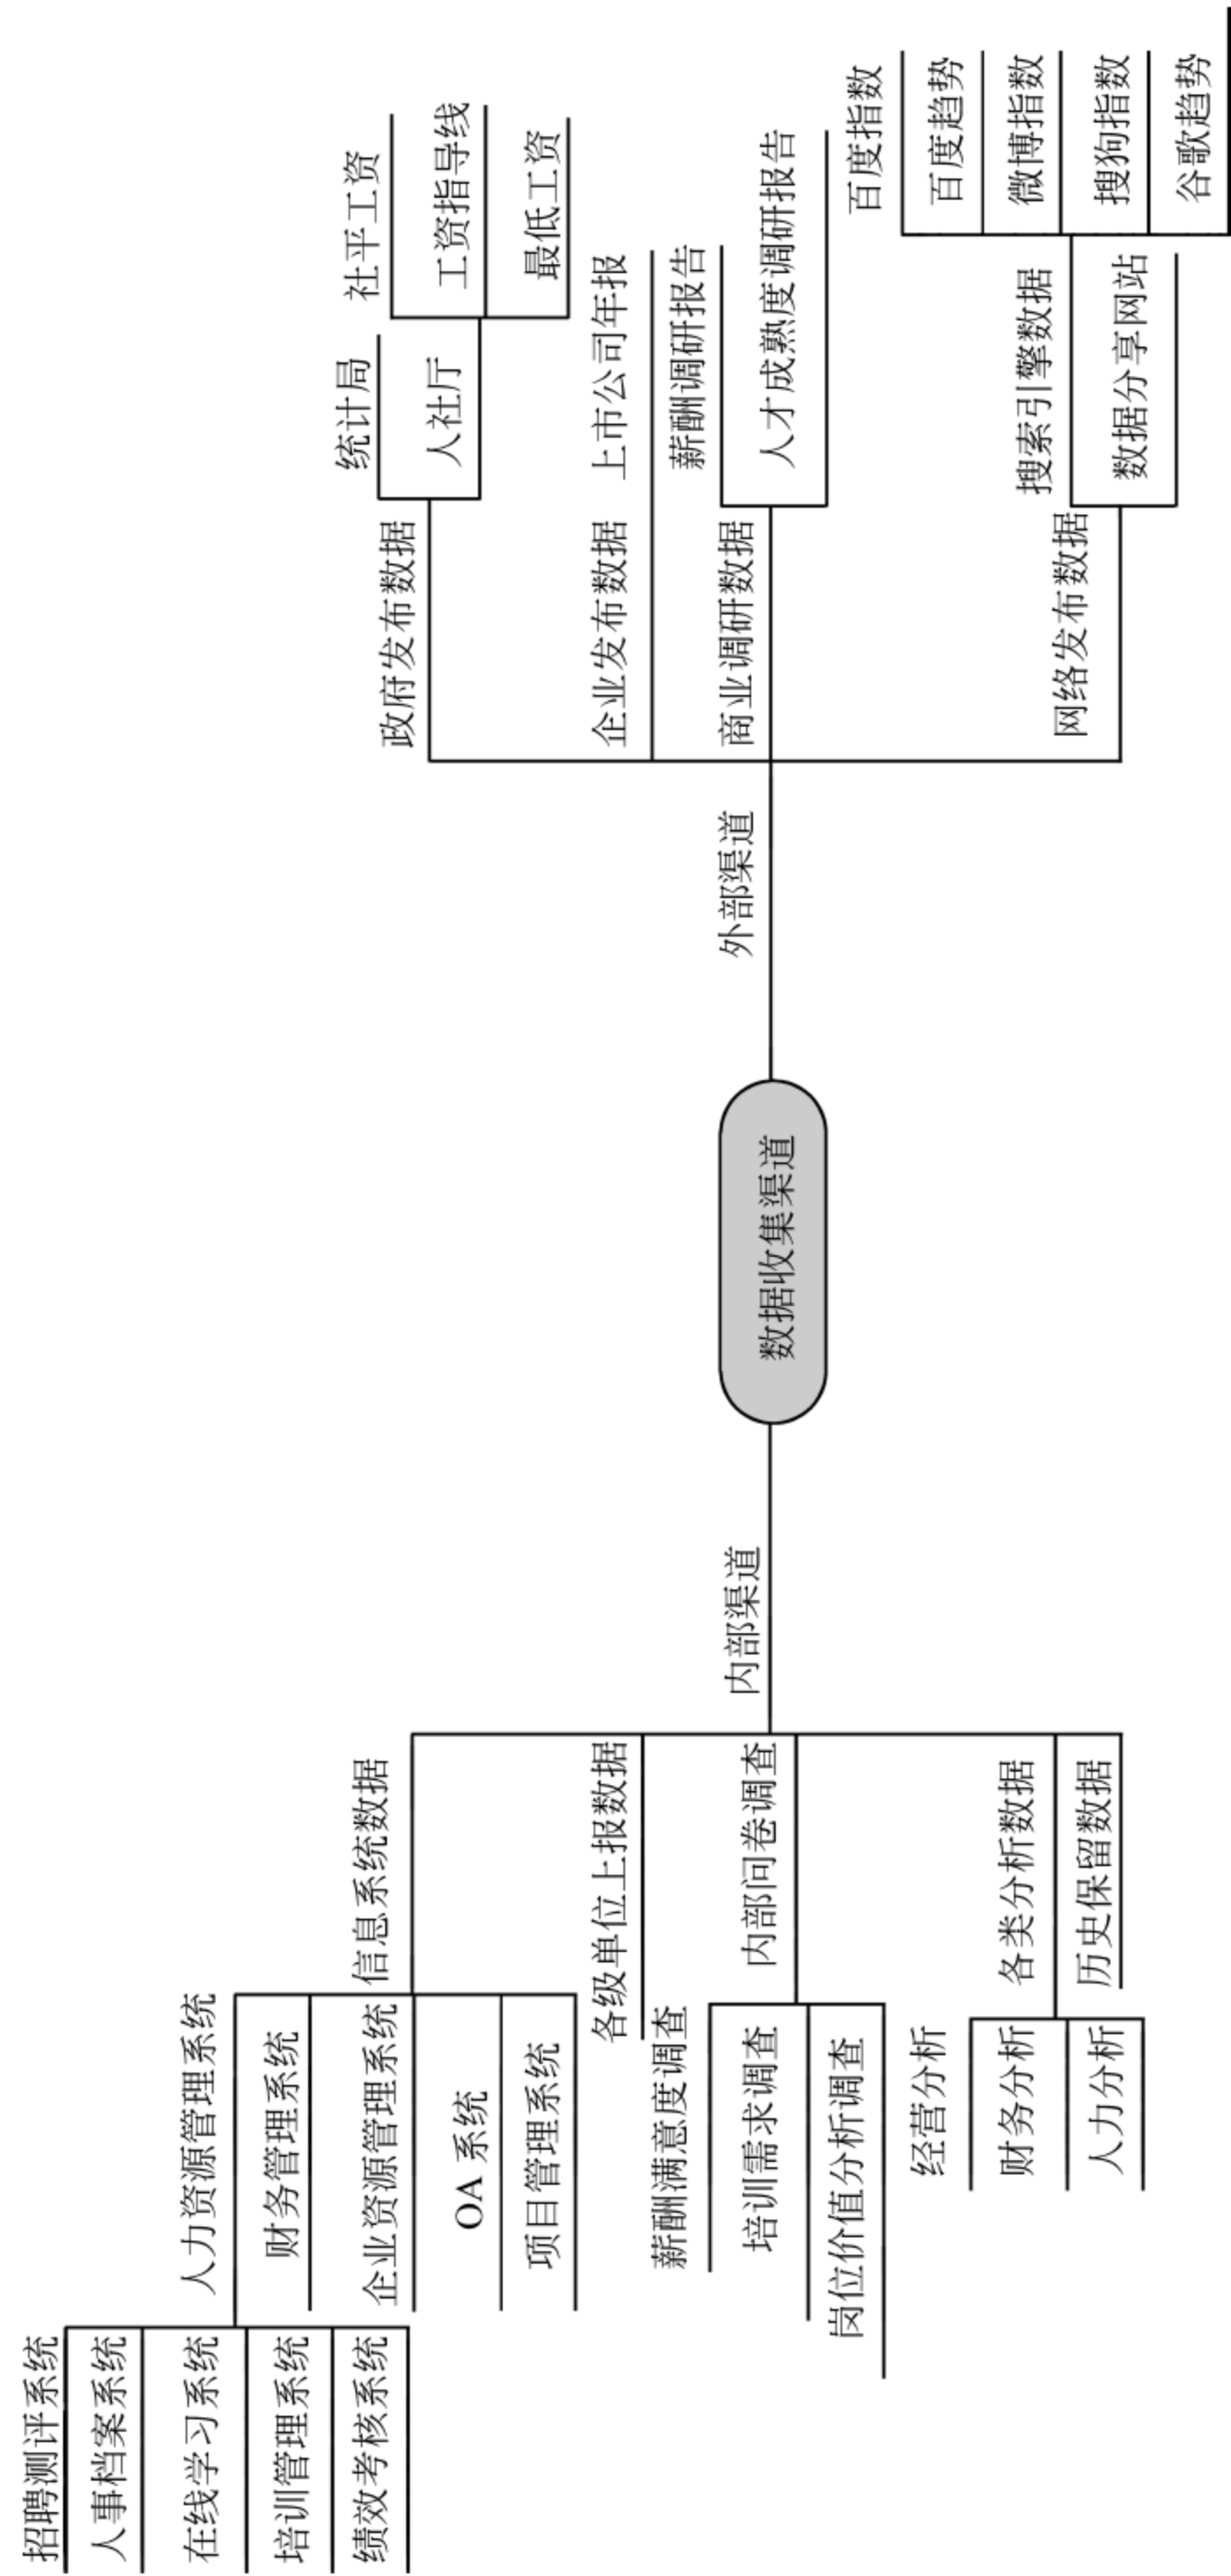 数据收集渠道
内部渠道
信息系统数据
人力资源管理系统
招聘测评系统
人事档案系统
在线学习系统
培训管理系统
绩效考核系统
财务管理系统
企业资源管理系统
OA 系统
项目管理系统
各级单位上报数据
内部问卷调查
薪酬满意度调查
培训需求调查
岗位价值分析调查
各类分析数据
经营分析
财务分析
人力分析
历史保留数据
外部渠道
政府发布数据
统计局
人社厅
社平工资
工资指导线
最低工资
企业发布数据
上市公司年报
商业调研数据
薪酬调研报告
人才成熟度调研报告
网络发布数据
搜索引擎数据
百度指数
百度趋势
微博指数
搜狗指数
谷歌趋势
数据分享网站